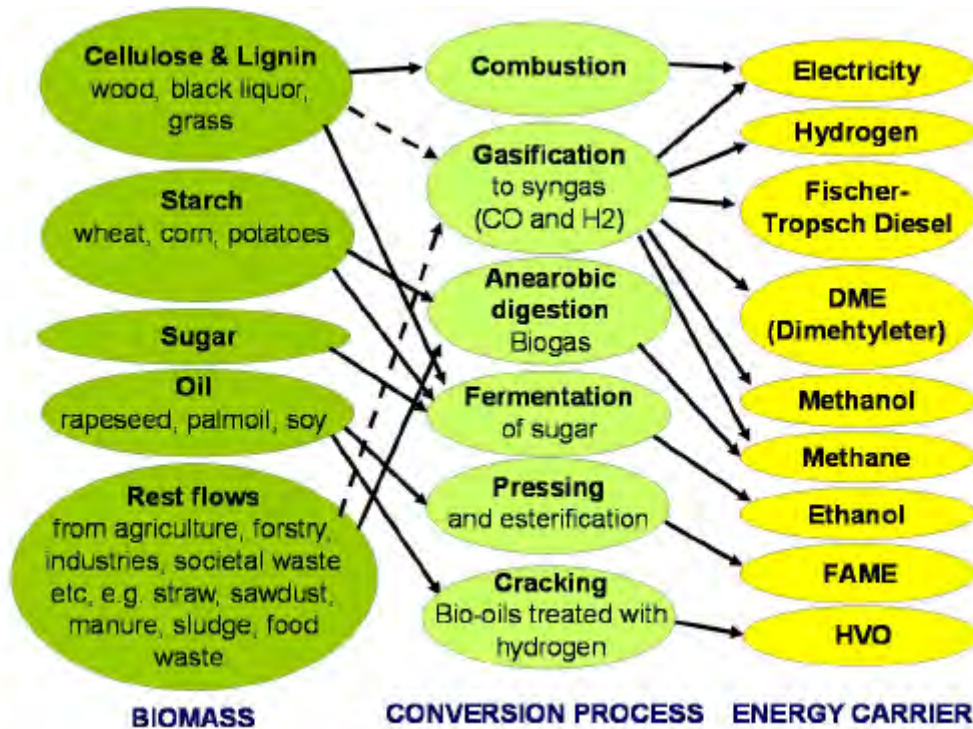 Cellulose & Lignin
wood, black liquor,
grass
Starch
wheat, corn, potatoes
Sugar
Oil
rapeseed, palmoil, soy
Rest flows
from agriculture, forstry,
industries, societal waste
etc, e.g. straw, sawdust,
manure, sludge, food
waste
BIOMASS
Combustion
Gasification
to syngas
(CO and H2)
Anearobic
digestion
Biogas
Fermentation
of sugar
Pressing
and esterification
Cracking
Bio-oils treated with
hydrogen
CONVERSION PROCESS
Electricity
Hydrogen
Fischer-
Tropsch Diesel
DME
(Dimehtyleter)
Methanol
Methane
Ethanol
FAME
HVO
ENERGY CARRIER